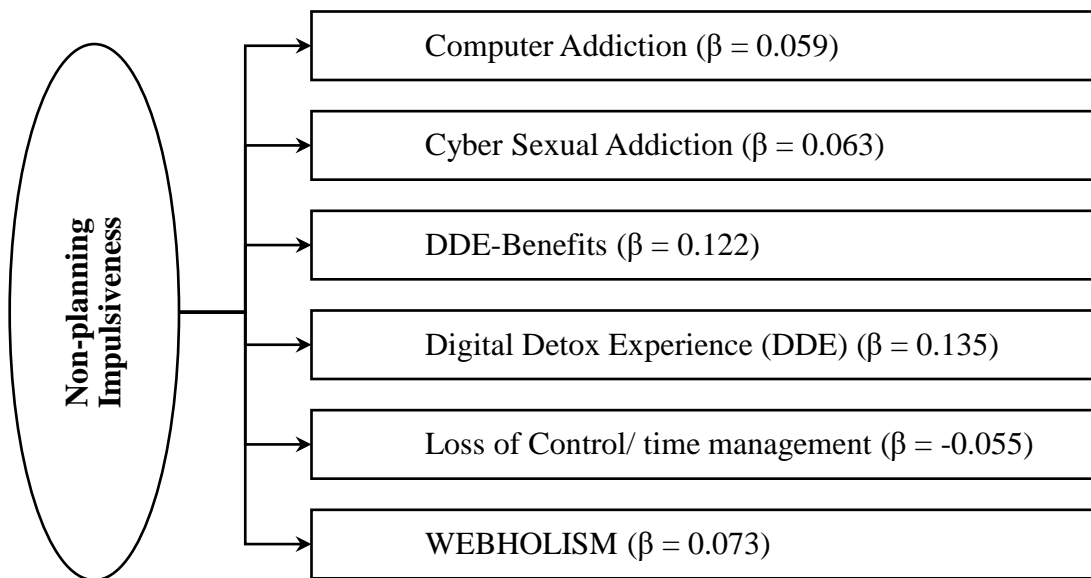 Non-planning
Impulsiveness
Computer Addiction (β = 0.059)
Cyber Sexual Addiction (β = 0.063)
DDE-Benefits (β = 0.122)
Digital Detox Experience (DDE) (β = 0.135)
Loss of Control/ time management (β = -0.055)
WEBHOLISM (β = 0.073)